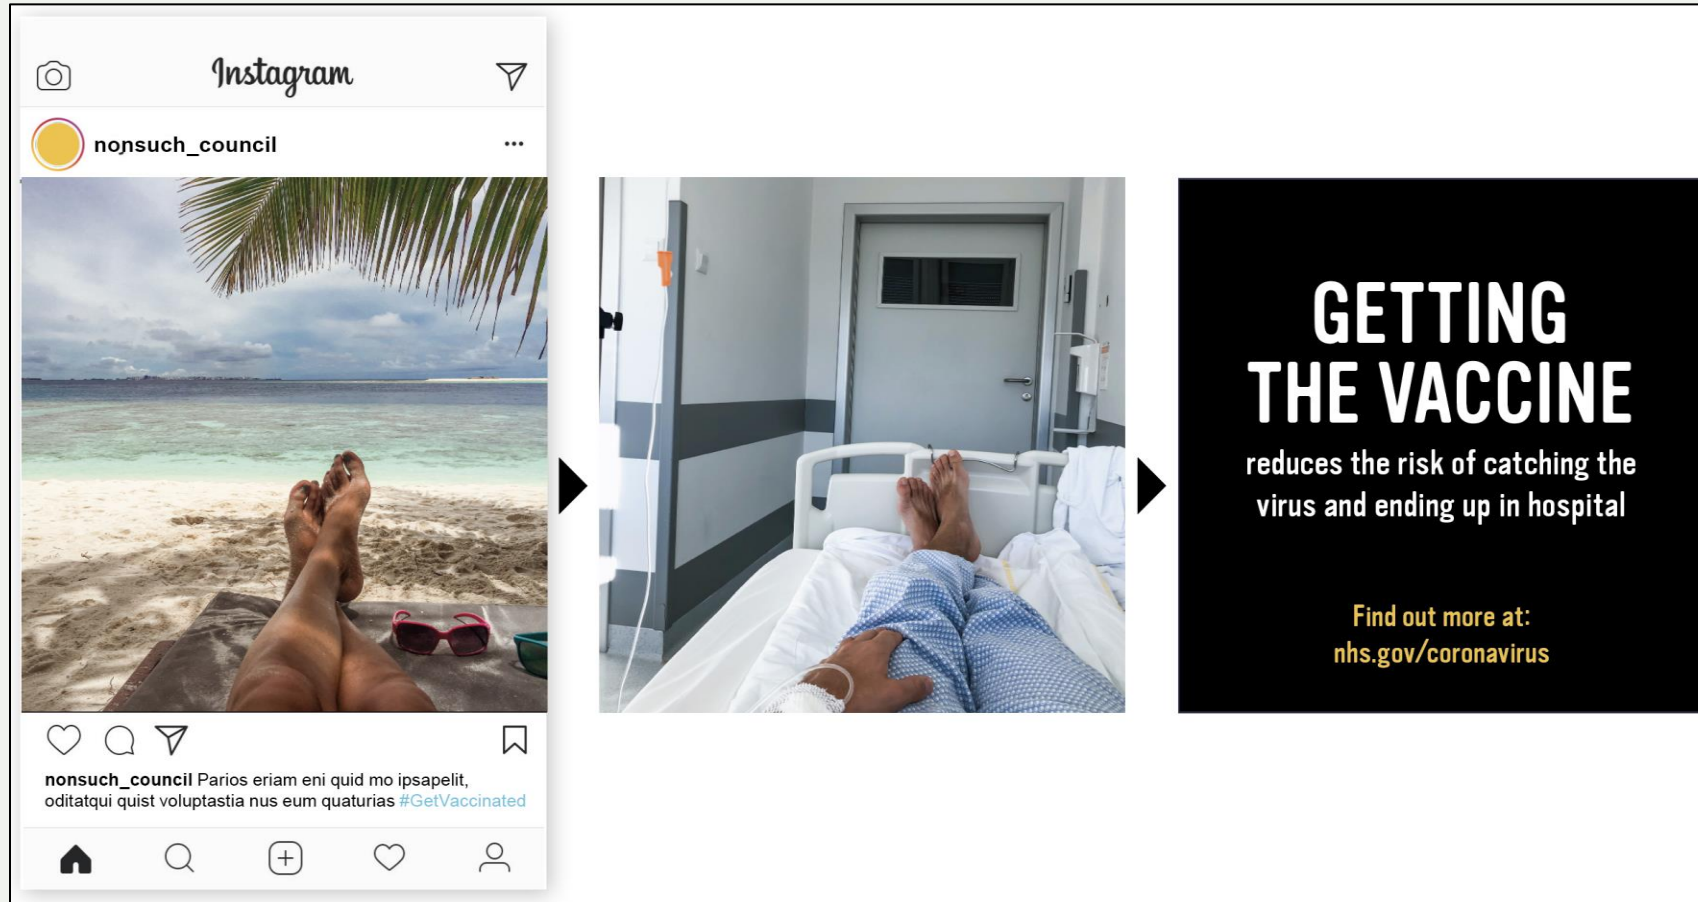 Instagram
nonsuch_council
nonsuch_council Parios eriam eni quid mo ipsapelit,
oditatqui quist voluptastia nus eum quaturias #GetVaccinated
GETTING
THE VACCINE
reduces the risk of catching the
virus and ending up in hospital
Find out more at:
nhs.gov/coronavirus